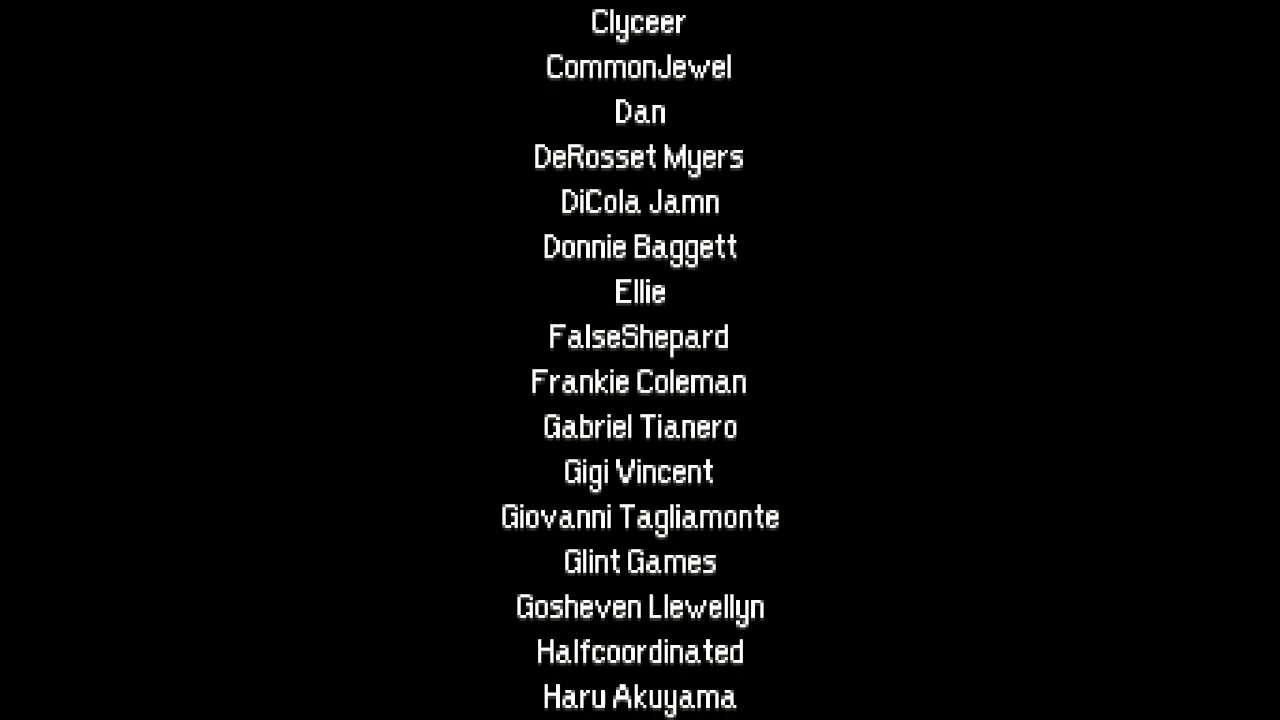 Clyceer
CommonJewel
Dan
DeRosset Myers
DiCola Jamn
Donnie Baggett
Ellie
FalseShepard
Frankie Coleman
Gabriel Tianero
Gigi Vincent
Giovanni Tagliamonte
Glint Games
Gosheven Llewellyn
Halfcoordinated
Haru Akuyama